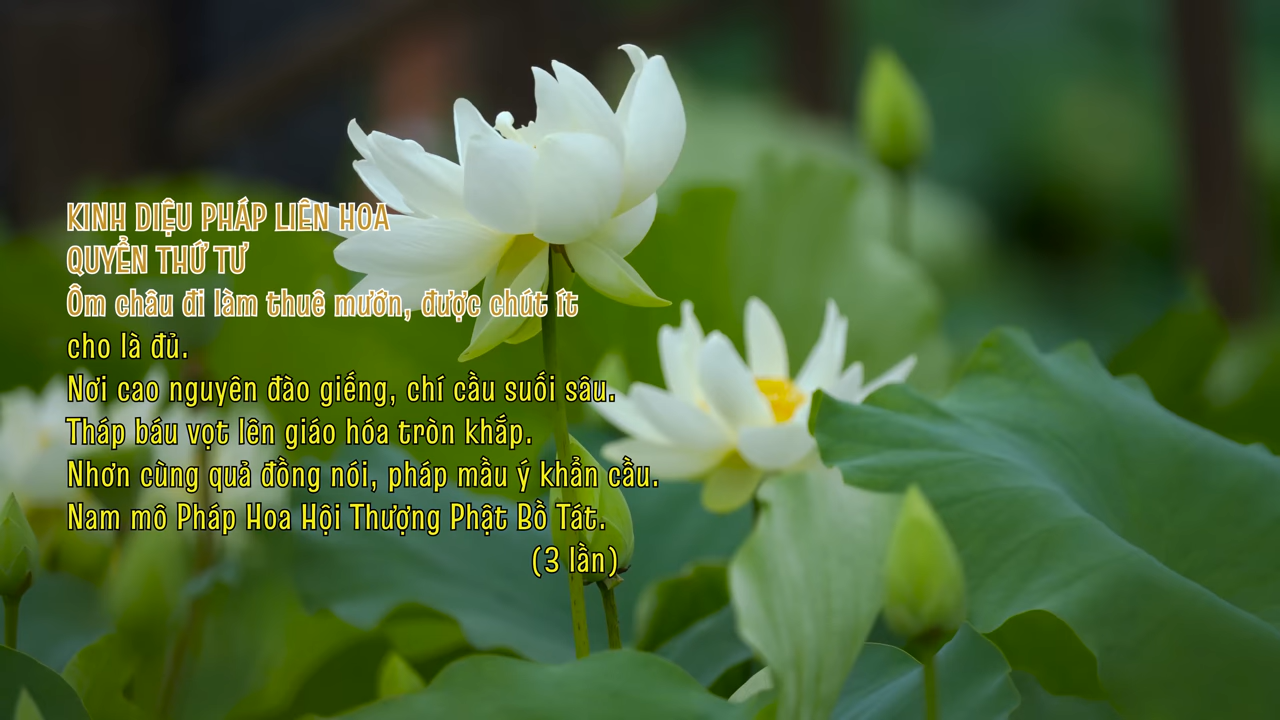 KINH DIỆU PHÁP LIÊN HOA
QUYỂN THỨ TƯ
Ôm châu đi làm thuê mướn, được chút ít
cho là đủ.
Nơi cao nguyên đào giếng, chí cầu suối sâu.
Tháp báu vọt lên giáo hóa tròn khắp.
Nhơn cùng quả đồng nói, pháp mầu ý khẩn cầu.
Nam mô Pháp Hoa Hội Thượng Phật Bồ Tát.
(3 lần)